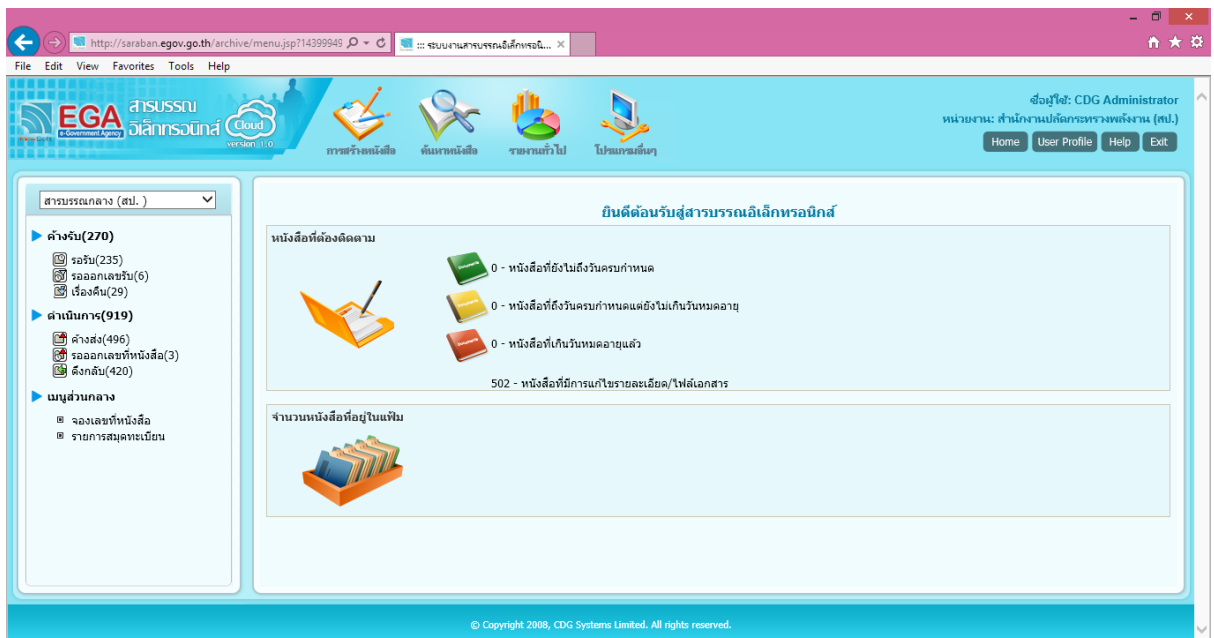 http://saraban.egov.go.th/archive/menu.jsp?14399949
::: ระบบงานสารบรรณอิเล็กทรอนิ...
File Edit View Favorites Tools Help
EGA
e-Government Agency
สารบรรณ
อิเล็กทรอนิกส์
Cloud
version 1.0
การสร้างหนังสือ
ค้นหาหนังสือ
รายงานทั่วไป
โปรแกรมอื่นๆ
ชื่อผู้ใช้: CDG Administrator
หน่วยงาน: สำนักงานปลัดกระทรวงพลังงาน (สป.)
Home User Profile Help Exit
สารบรรณกลาง (สป. )
ค้างรับ(270)
รอรับ(235)
รอออกเลขรับ(6)
เรื่องคืน(29)
ดำเนินการ(919)
ค้างส่ง(496)
รอออกเลขที่หนังสือ(3)
ดึงกลับ(420)
เมนูส่วนกลาง
จองเลขที่หนังสือ
รายการสมุดทะเบียน
ยินดีต้อนรับสู่สารบรรณอิเล็กทรอนิกส์
หนังสือที่ต้องติดตาม
0 - หนังสือที่ยังไม่ถึงวันครบกำหนด
0 - หนังสือที่ถึงวันครบกำหนดแต่ยังไม่เกินวันหมดอายุ
0 - หนังสือที่เกินวันหมดอายุแล้ว
502 - หนังสือที่มีการแก้ไขรายละเอียด/ไฟล์เอกสาร
จำนวนหนังสือที่อยู่ในแฟ้ม
© Copyright 2008, CDG Systems Limited. All rights reserved.